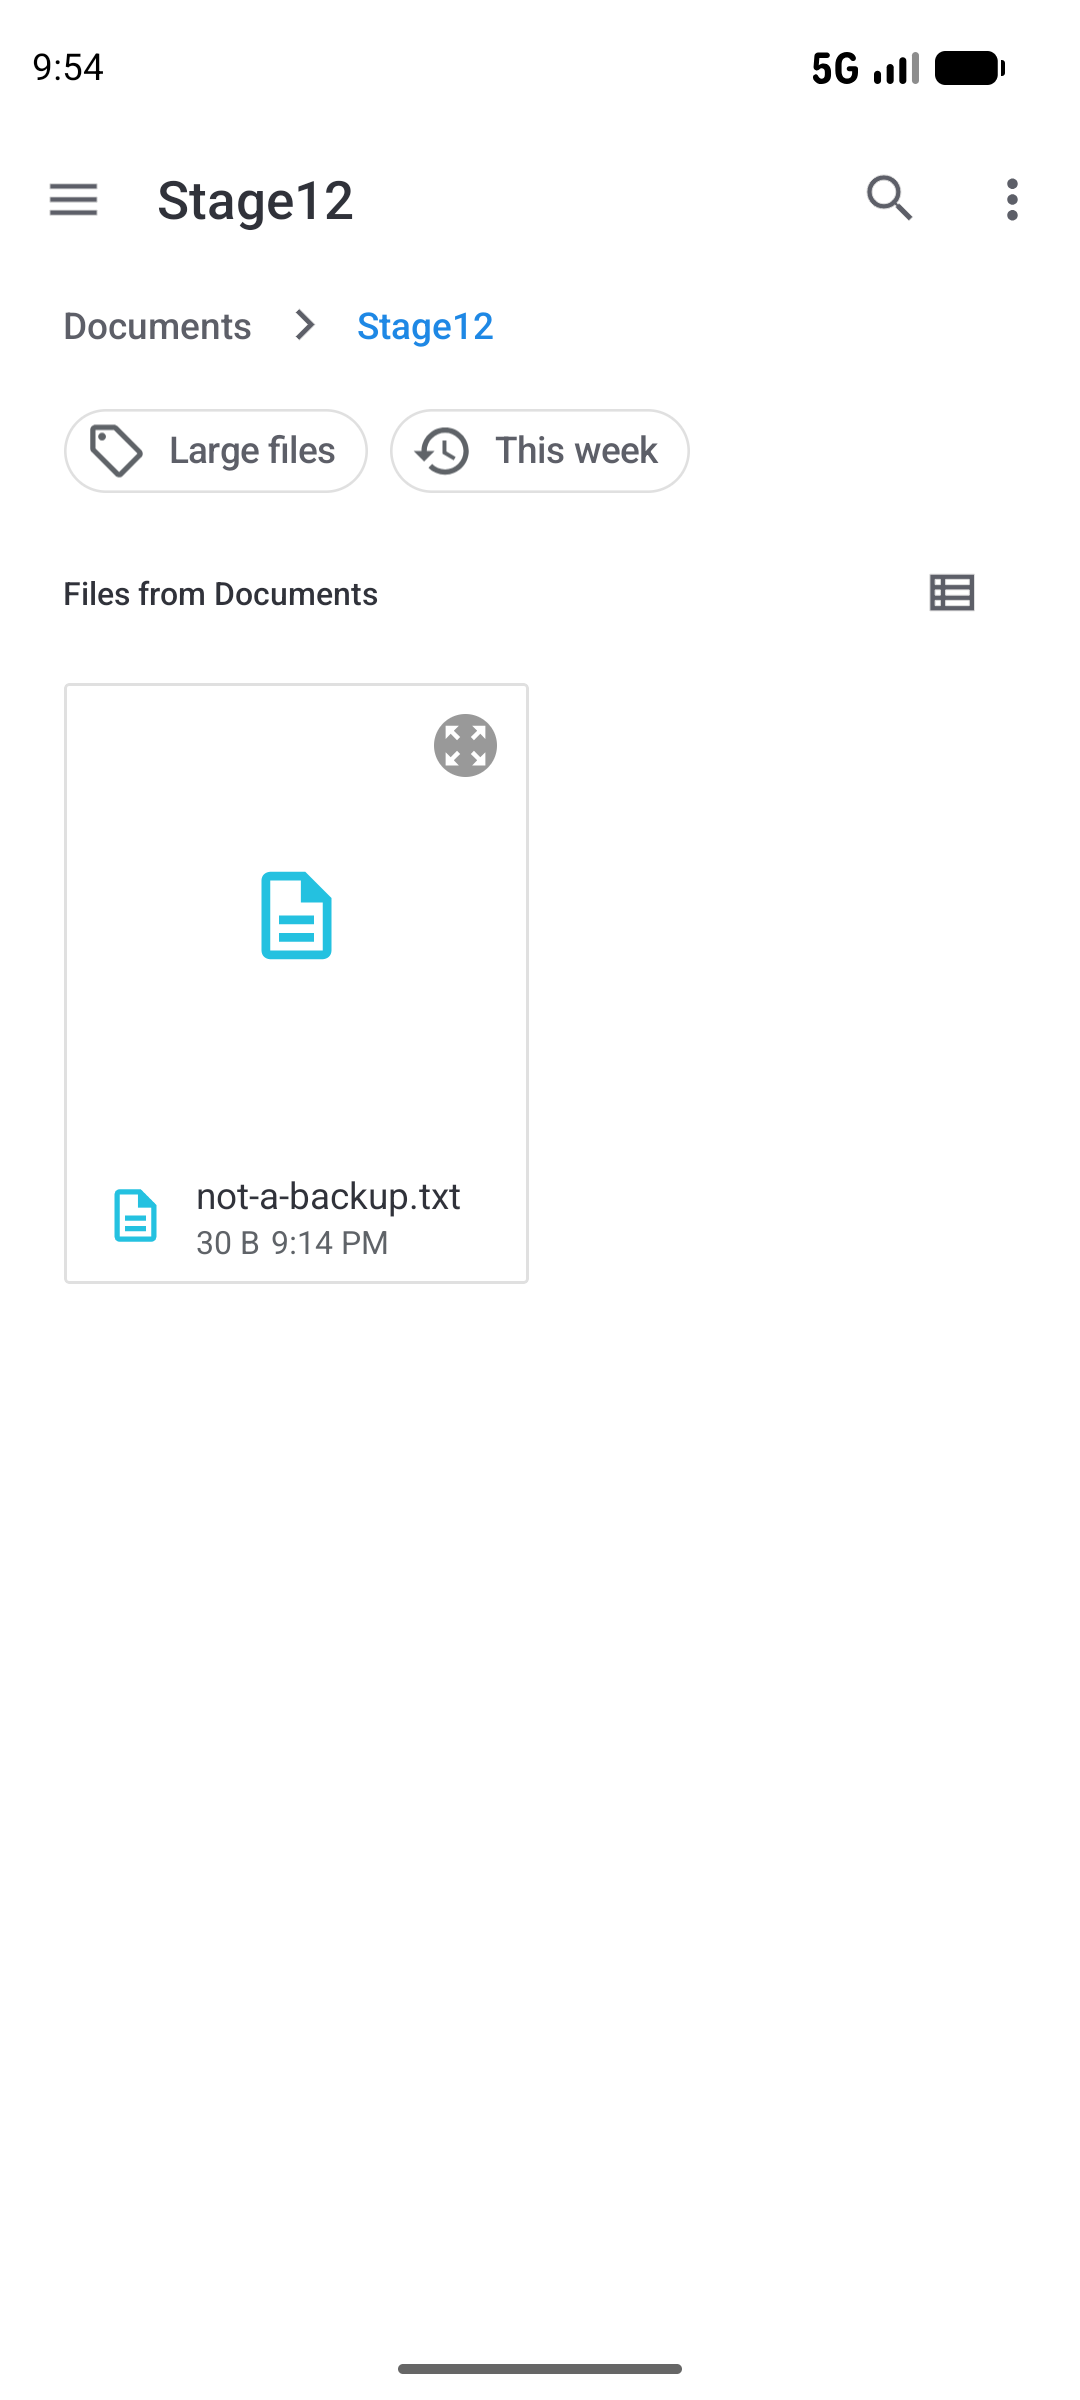 9:54
5G
Stage12
Documents
Stage12
Large files
This week
Files from Documents
not-a-backup.txt
30 B 9:14 PM